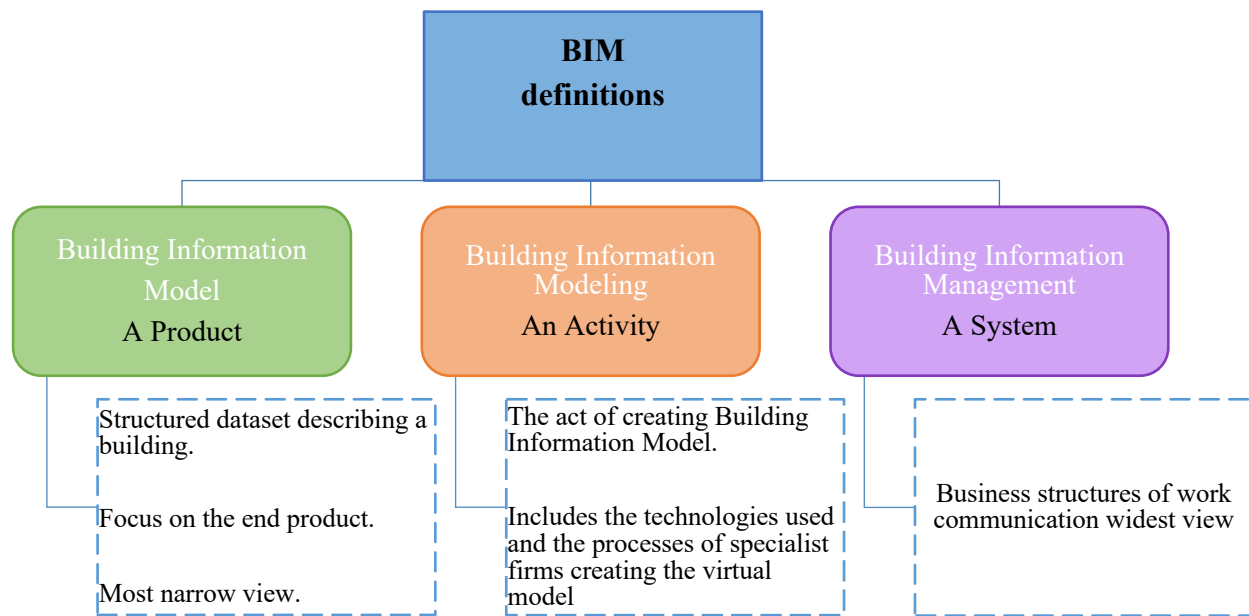 BIM
definitions
Building Information
Model
A Product
Building Information
Modeling
An Activity
Building Information
Management
A System
Structured dataset describing a
building.
Focus on the end product.
Most narrow view.
The act of creating Building
Information Model.
Includes the technologies used
and the processes of specialist
firms creating the virtual
model
Business structures of work
communication widest view